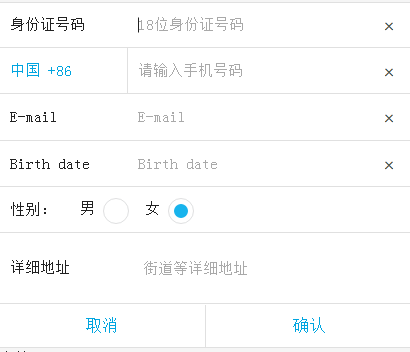 身份证号码 18位身份证号码 ×
中国 +86 请输入手机号码 ×
E-mail E-mail ×
Birth date Birth date ×
性别: 男 女
详细地址 街道等详细地址
取消 确认